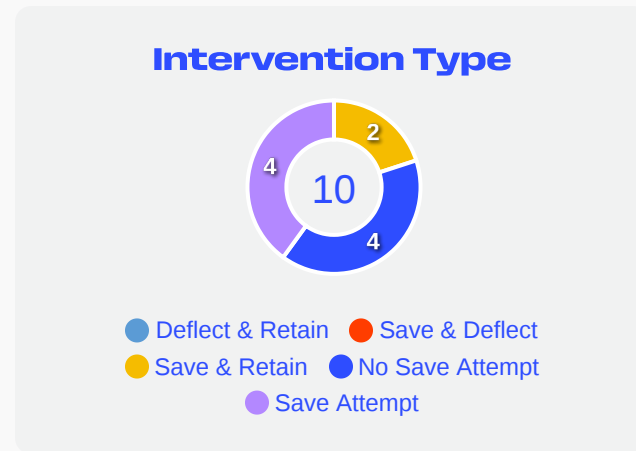 Intervention Type
2
4
10
4
Deflect & Retain Save & Deflect
Save & Retain No Save Attempt
Save Attempt